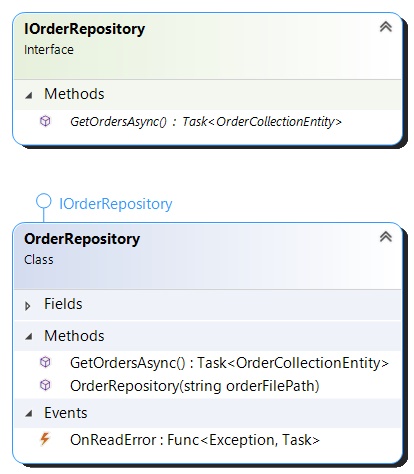 IOrderRepository
Interface
Methods
GetOrdersAsync() : Task<OrderCollectionEntity>
IOrderRepository
OrderRepository
Class
Fields
Methods
GetOrdersAsync() : Task<OrderCollectionEntity>
OrderRepository(string orderFilePath)
Events
OnReadError : Func<Exception, Task>